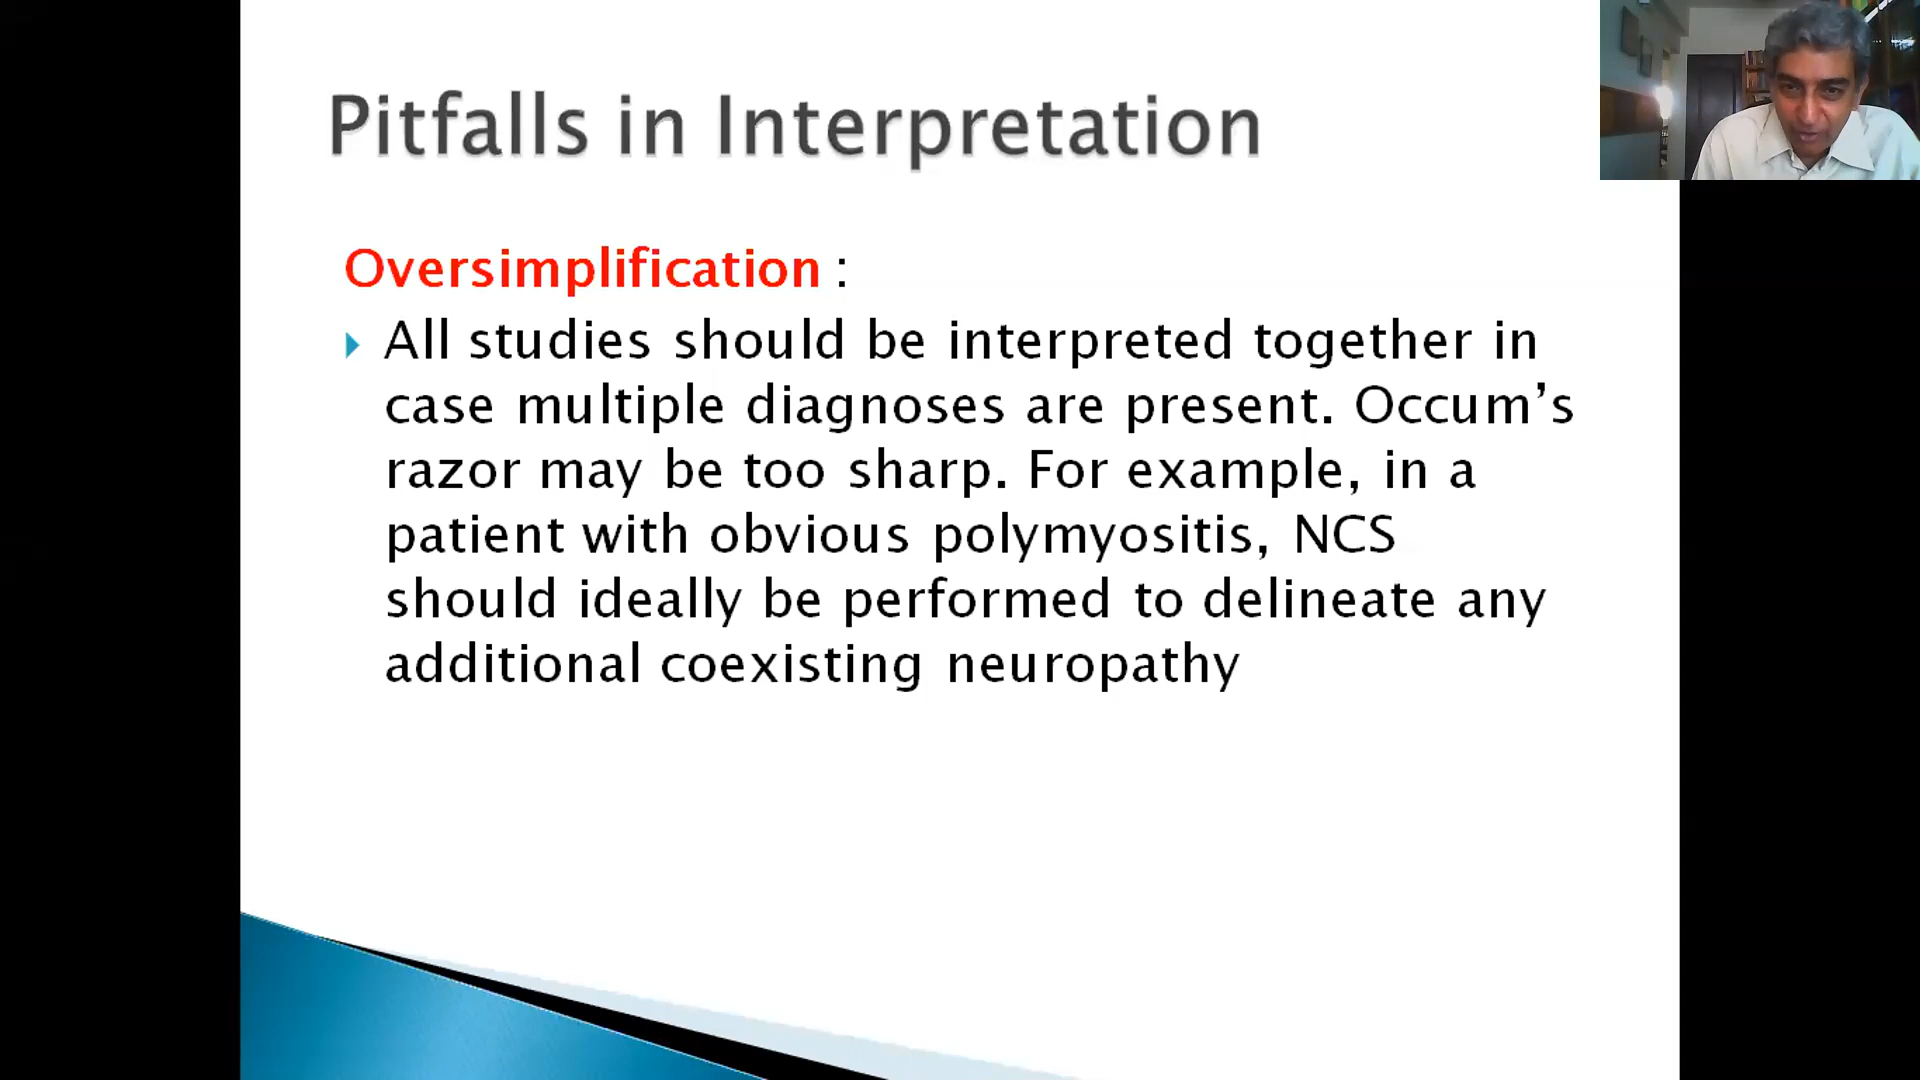 Pitfalls in Interpretation
Oversimplification :
All studies should be interpreted together in
case multiple diagnoses are present. Occum’s
razor may be too sharp. For example, in a
patient with obvious polymyositis, NCS
should ideally be performed to delineate any
additional coexisting neuropathy